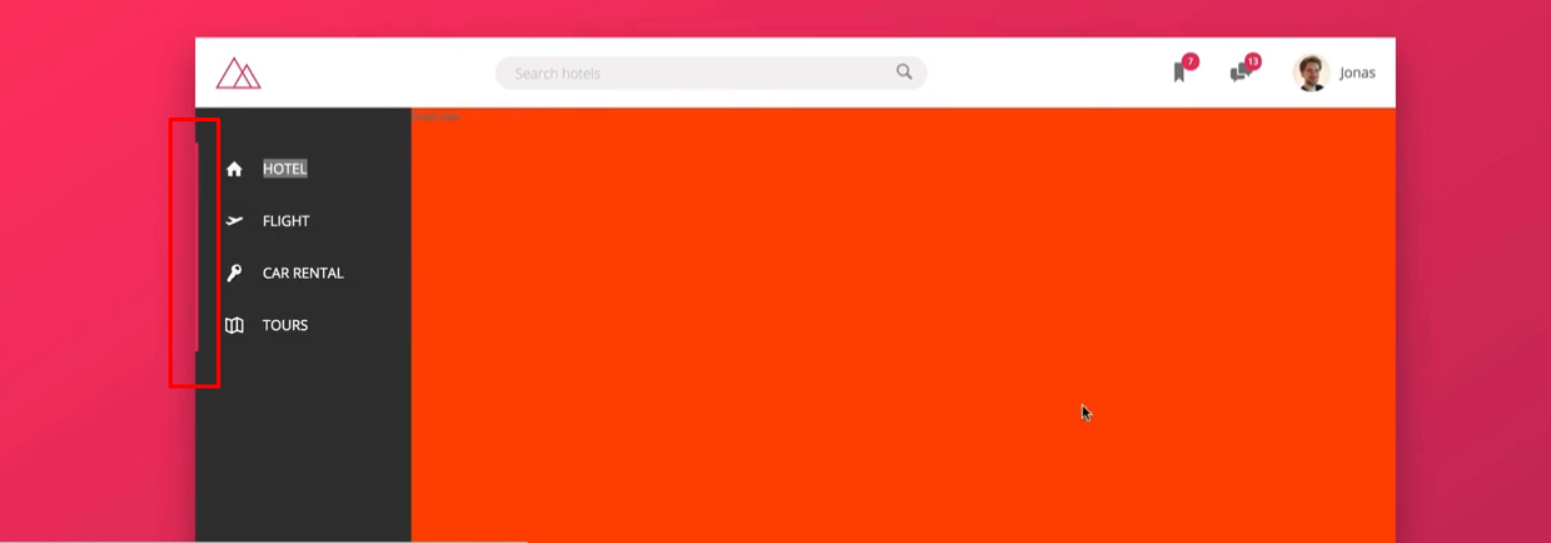 Search hotels
7
13
Jonas
HOTEL
FLIGHT
CAR RENTAL
TOURS